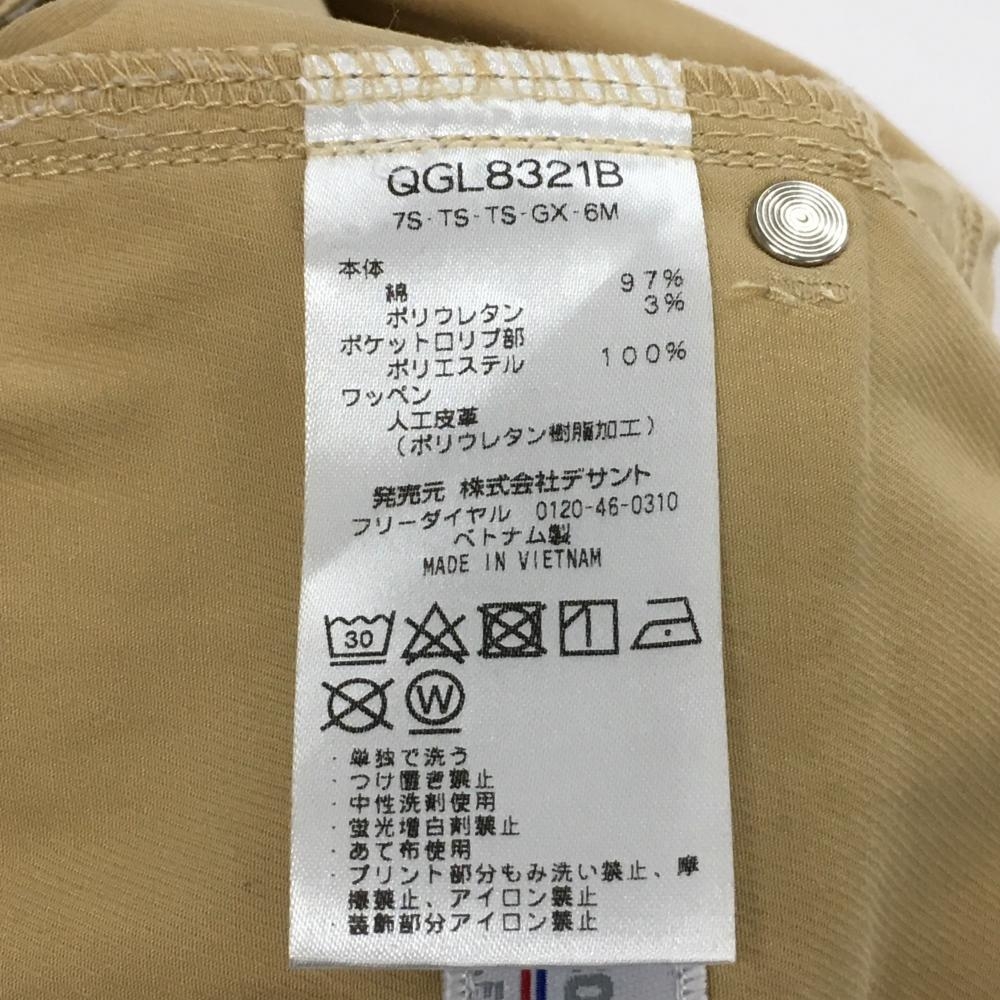 QGL8321B
7S-TS-TS-GX-6M
本体
綿 97%
ポリウレタン 3%
ポケット口リブ部
ポリエステル 100%
ワッペン
人工皮革
(ポリウレタン樹脂加工)
発売元 株式会社デサント
フリーダイヤル 0120-46-0310
ベトナム製
MADE IN VIETNAM
30
W
・単独で洗う
・つけ置き禁止
・中性洗剤使用
・蛍光増白剤禁止
・あて布使用
・プリント部分もみ洗い禁止、摩
擦禁止、アイロン禁止
・装飾部分アイロン禁止